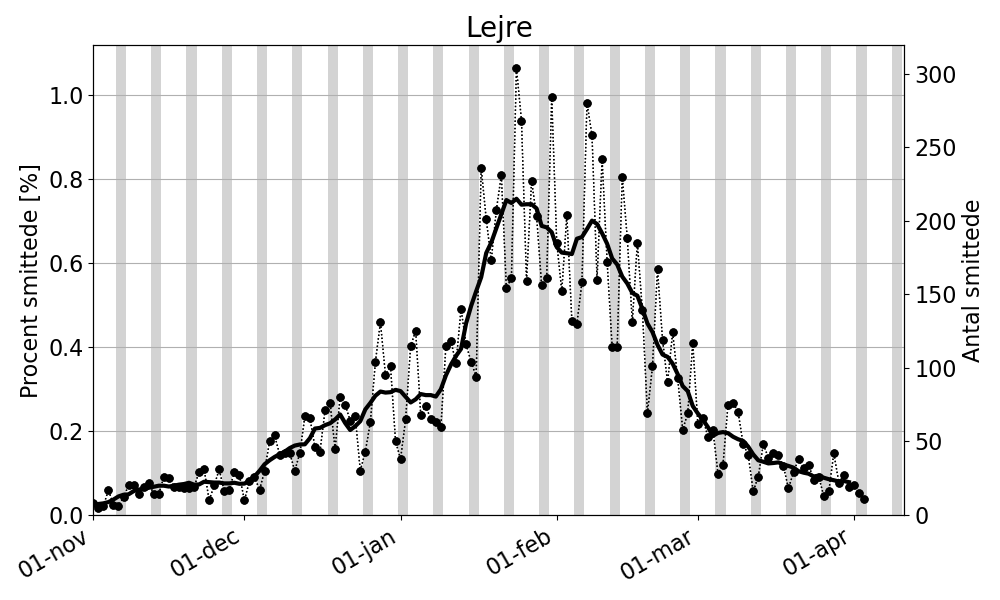 Lejre
Procent smittede [%]
1.0
0.8
0.6
0.4
0.2
0.0
300
250
200
150
100
50
0
Antal smittede
01-nov
01-dec
01-jan
01-feb
01-mar
01-apr